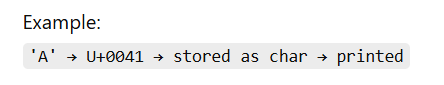 Example:
'A' → U+0041 → stored as char → printed